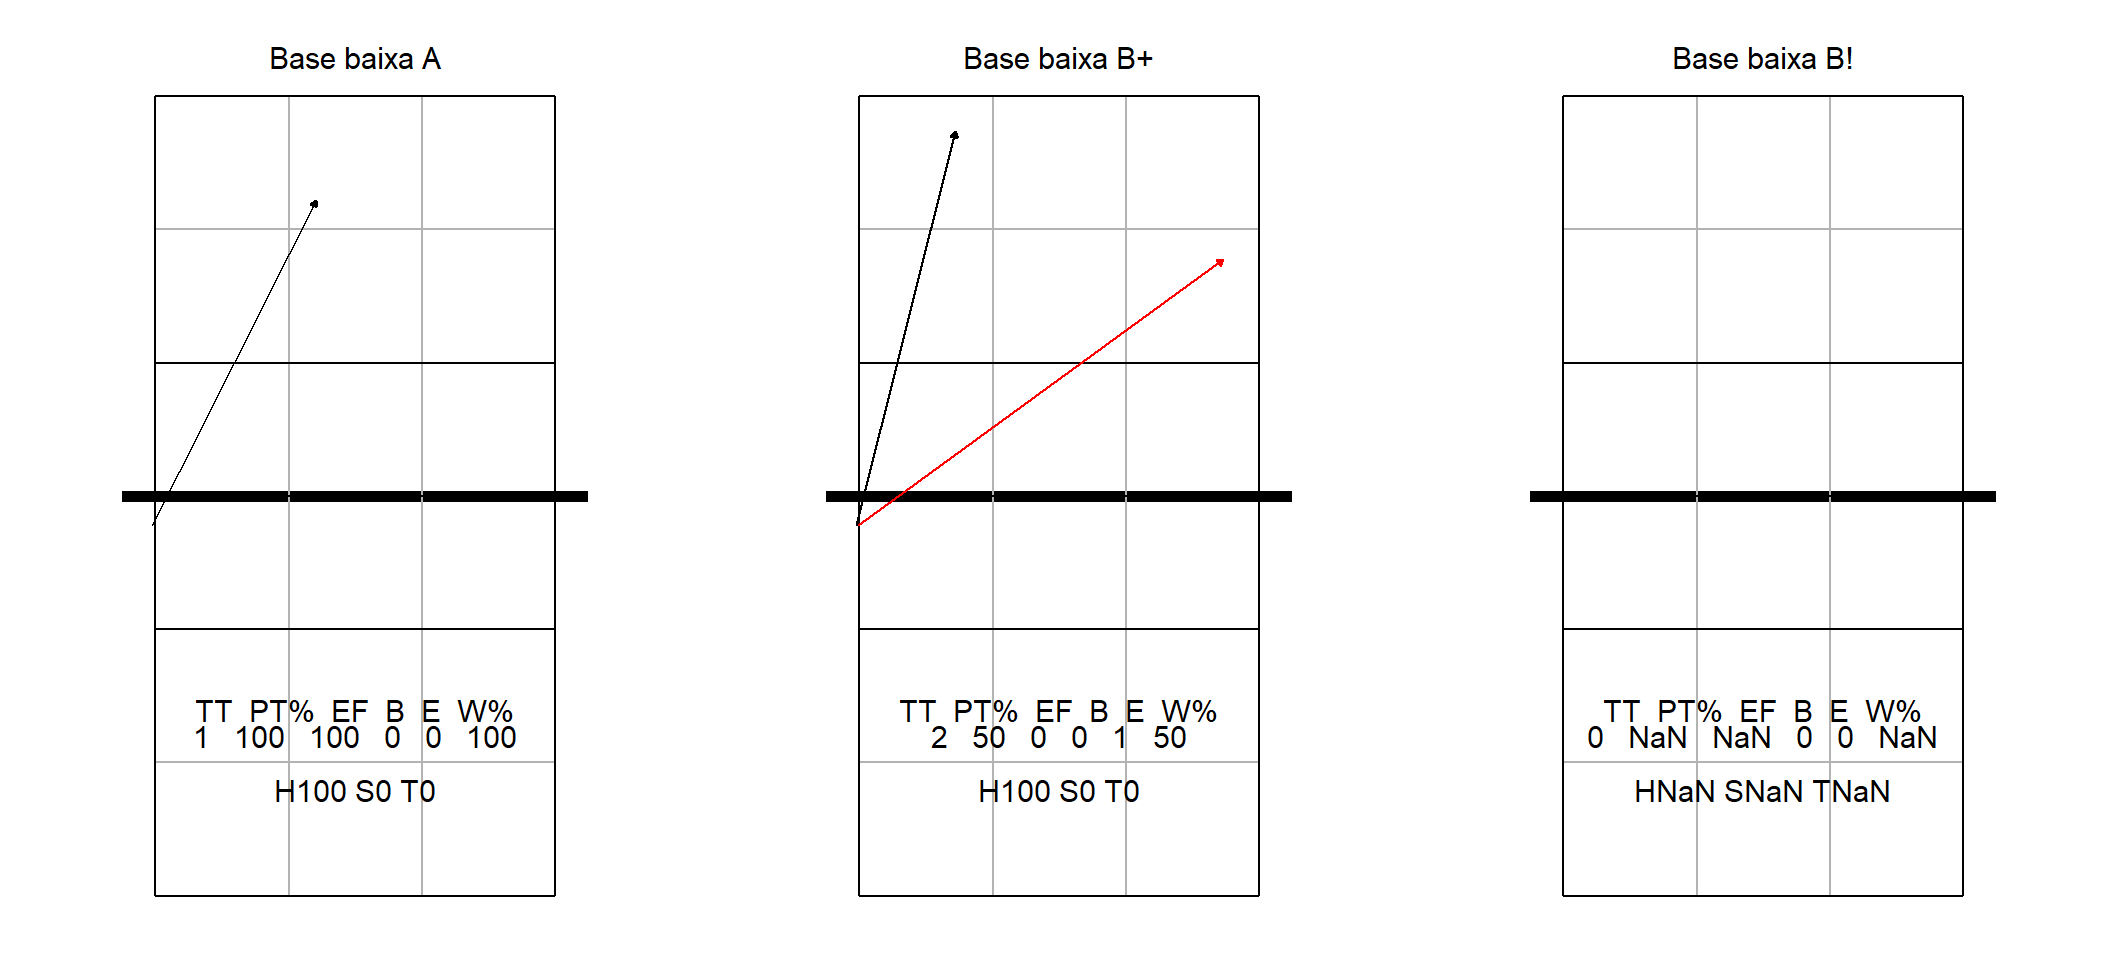 Base baixa A
TT PT% EF B E W%
1 100 100 0 0 100
H100 S0 T0
Base baixa B+
TT PT% EF B E W%
2 50 0 0 1 50
H100 S0 T0
Base baixa B!
TT PT% EF B E W%
0 NaN NaN 0 0 NaN
HNaN SNaN TNaN